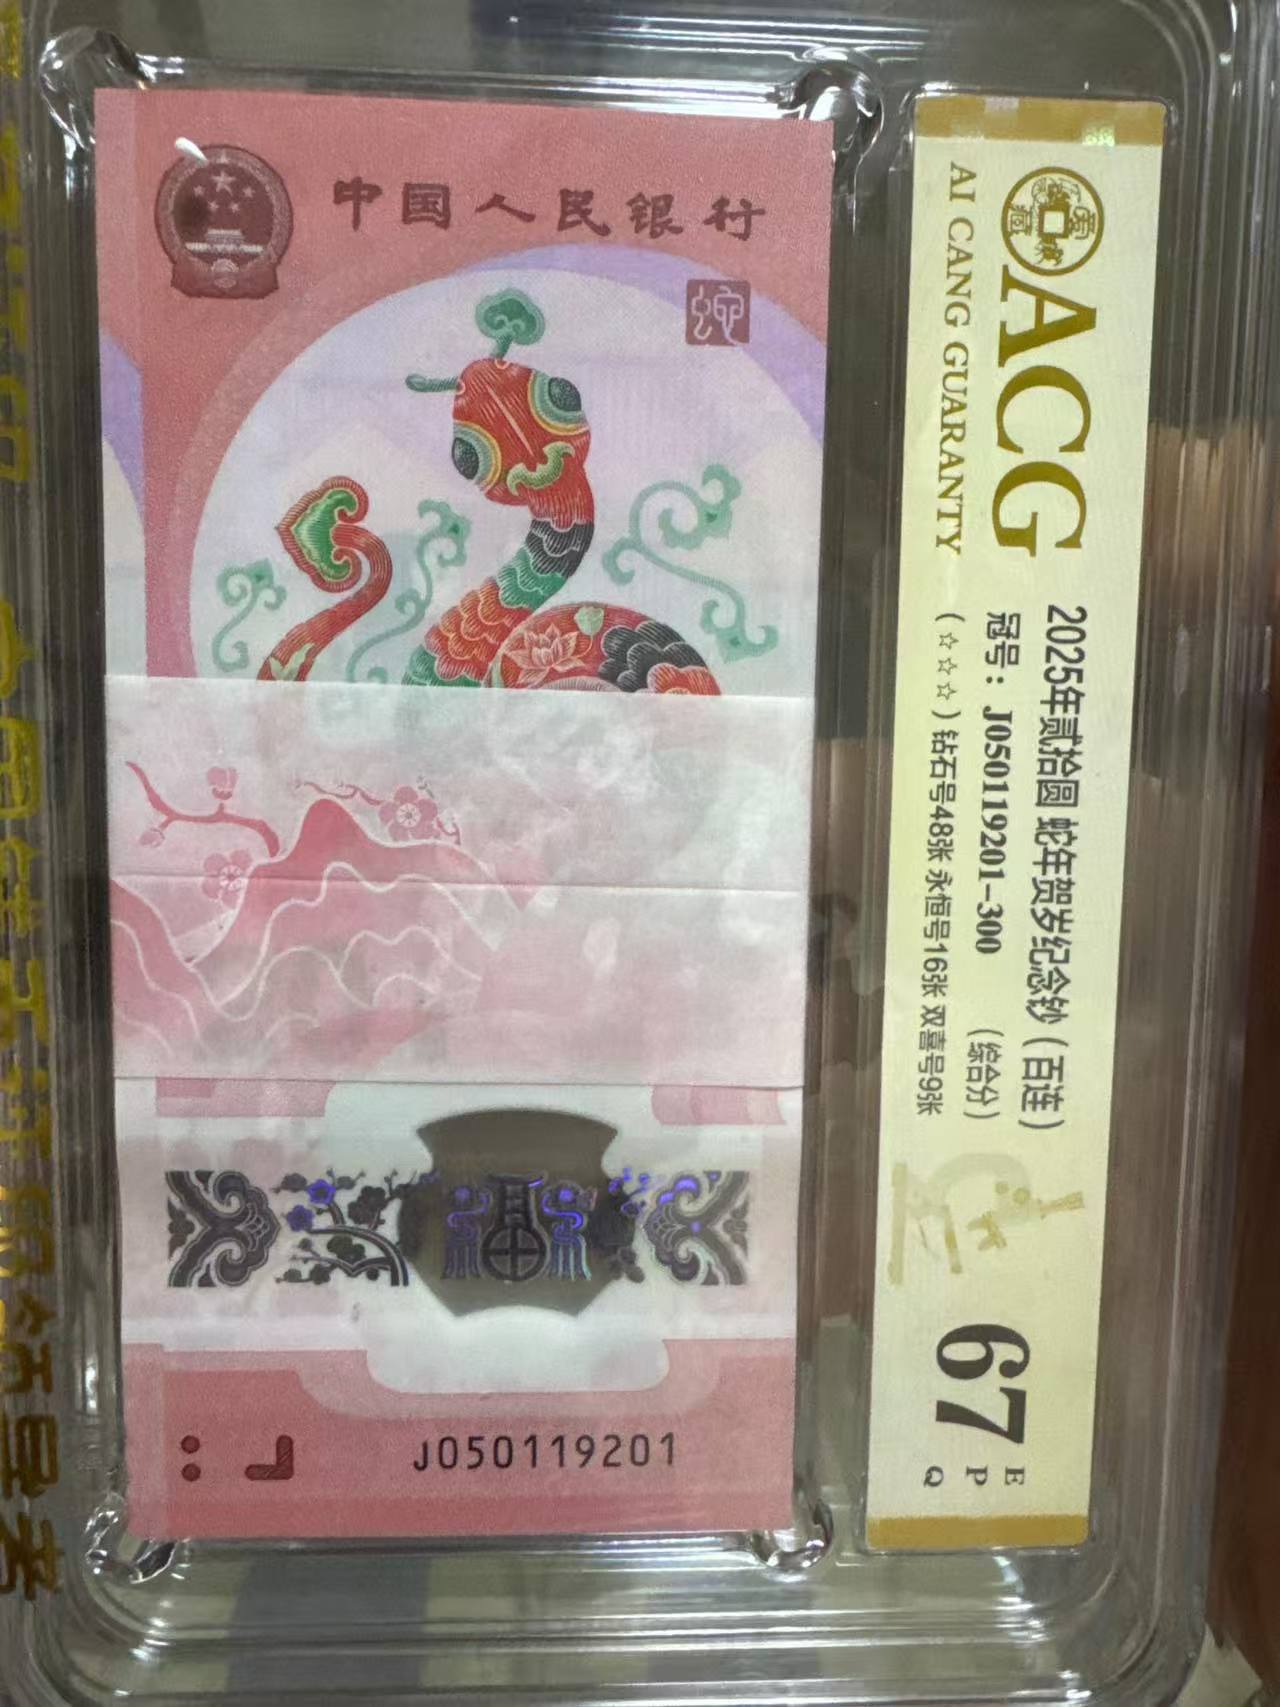 中国人民银行
蛇
J050119201
ACG
AI CANG GUARANTY
2025年贰拾圆 蛇年贺岁纪念钞（百连）
冠号：J050119201-300 （综合分）
（☆☆☆）钻石号48张 永恒号16张 双喜号9张
67
E
P
Q